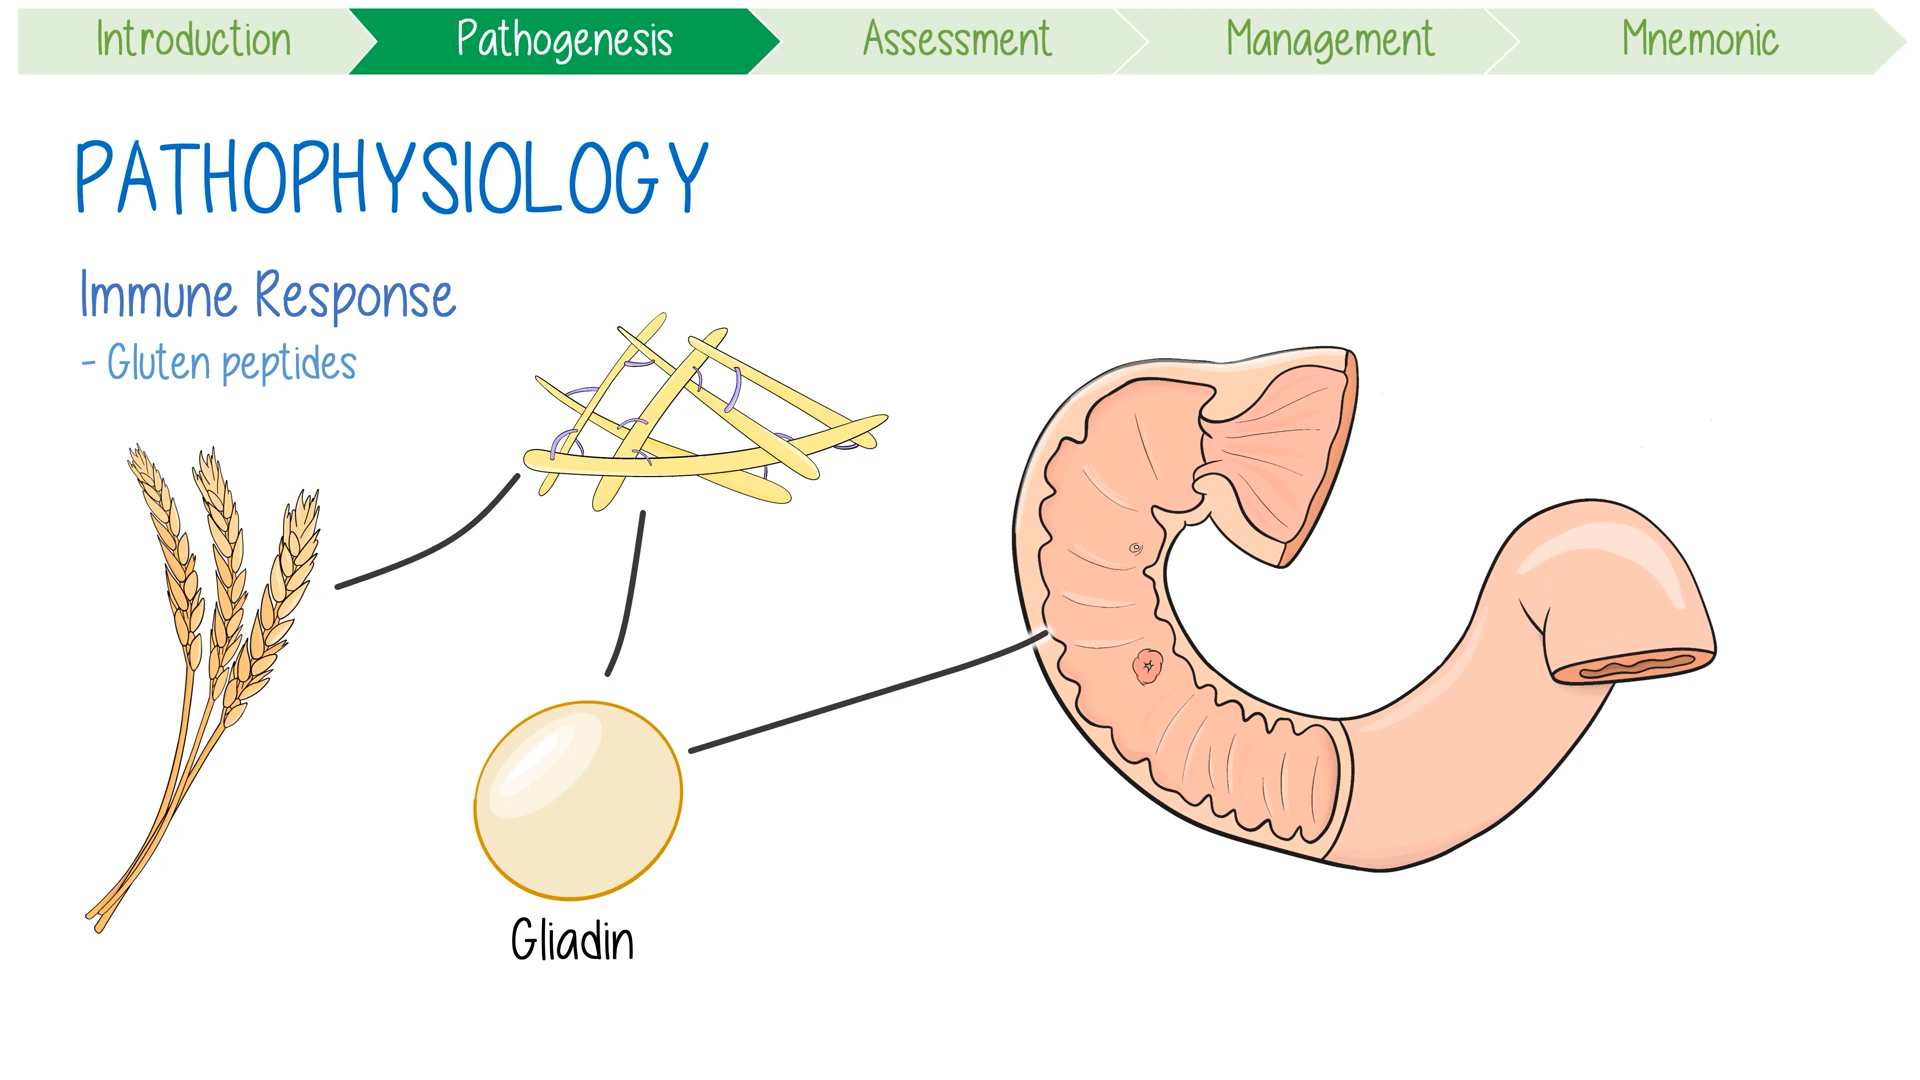 Introduction
Pathogenesis
Assessment
Management
Mnemonic
PATHOPHYSIOLOGY
Immune Response
- Gluten peptides
Gliadin